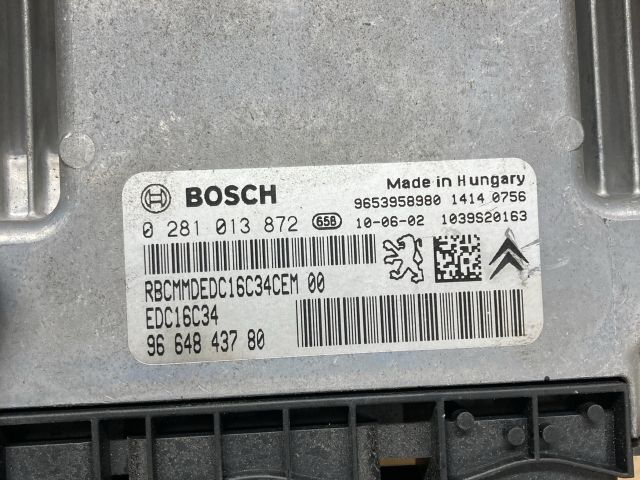 BOSCH
Made in Hungary
9653958980 1414 0756
0 281 013 872 65B 10-06-02 1039S20163
RBCMMDEDC16C34CEM 00
EDC16C34
96 648 437 80